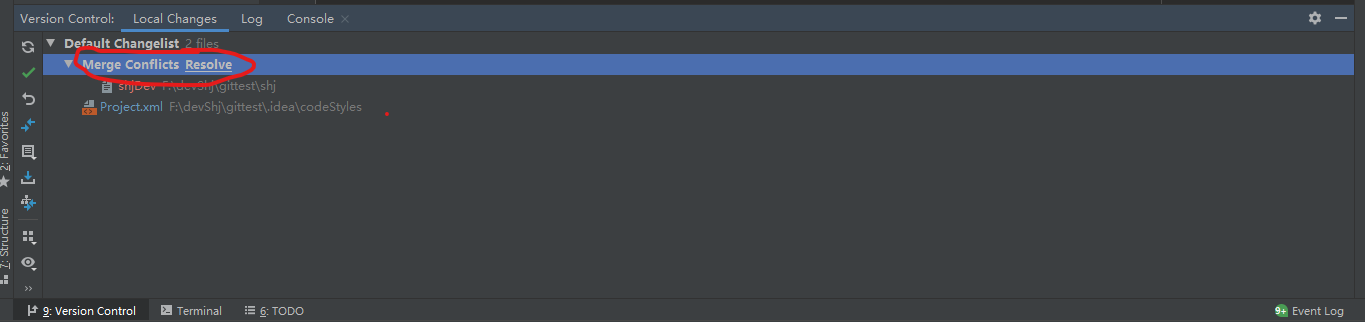 Version Control: Local Changes Log Console
Default Changelist 2 files
Merge Conflicts Resolve
shjDev F:\devShj\gittest\shj
Project.xml F:\devShj\gittest\.idea\codeStyles
2: Favorites
7: Structure
9: Version Control Terminal 6: TODO 9+ Event Log